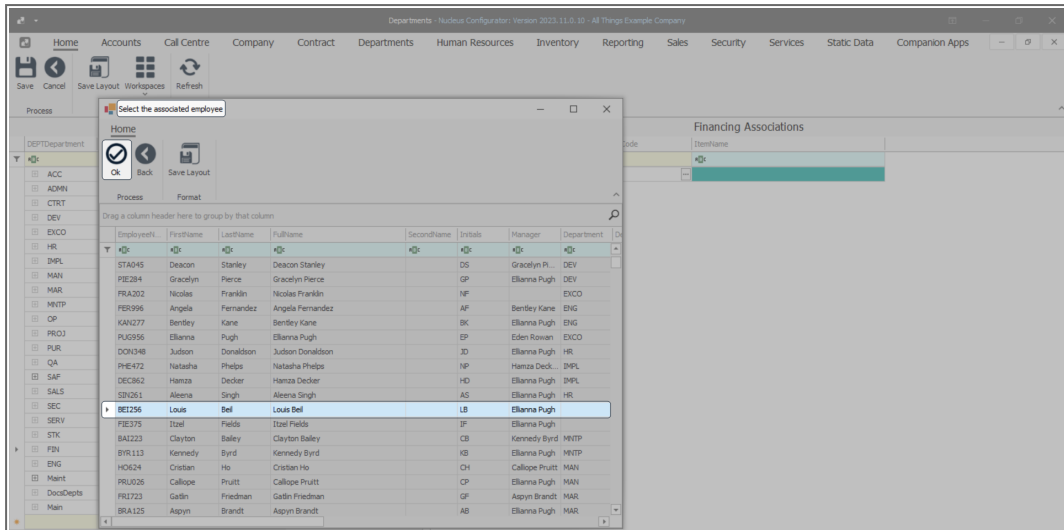 Departments - Nucleus Configurator: Version 2023.11.0.10 - All Things Example Company
Home Accounts Call Centre Company Contract Departments Human Resources Inventory Reporting Sales Security Services Static Data Companion Apps
Save Cancel Save Layout Workspaces Refresh
Process
Select the associated employee
Home
Ok Back Save Layout
Process Format
Drag a column header here to group by that column
EmployeeN... FirstName LastName FullName SecondName Initials Manager Department
STA045 Deacon Stanley Deacon Stanley DS Gracelyn Pi... DEV
PIE284 Gracelyn Pierce Gracelyn Pierce GP Ellianna Pugh DEV
FRA202 Nicolas Franklin Nicolas Franklin NF EXCO
FER996 Angela Fernandez Angela Fernandez AF Bentley Kane ENG
KAN277 Bentley Kane Bentley Kane BK Ellianna Pugh ENG
PUG956 Ellianna Pugh Ellianna Pugh EP Eden Rowan EXCO
DON348 Judson Donaldson Judson Donaldson JD Ellianna Pugh HR
PHE472 Natasha Phelps Natasha Phelps NP Hamza Deck... IMPL
DEC862 Hamza Decker Hamza Decker HD Ellianna Pugh IMPL
SIN261 Aleena Singh Aleena Singh AS Ellianna Pugh HR
BEI256 Louis Beil Louis Beil LB Ellianna Pugh
FIE375 Itzel Fields Itzel Fields IF Ellianna Pugh
BAI223 Clayton Bailey Clayton Bailey CB Kennedy Byrd MNTP
BYR113 Kennedy Byrd Kennedy Byrd KB Ellianna Pugh MNTP
HO624 Cristian Ho Cristian Ho CH Calliope Pruitt MAN
PRU026 Calliope Pruitt Calliope Pruitt CP Ellianna Pugh MAN
FRI723 Gatlin Friedman Gatlin Friedman GF Aspyn Brandt MAR
BRA125 Aspyn Brandt Aspyn Brandt AB Ellianna Pugh MAR
DEPTDepartment
ACC
ADMN
CTRT
DEV
EXCO
HR
IMPL
MAN
MAR
MNTP
OP
PROJ
PUR
QA
SAF
SALS
SEC
SERV
STK
FIN
ENG
Maint
DocsDepts
Main
Financing Associations
Code ItemName